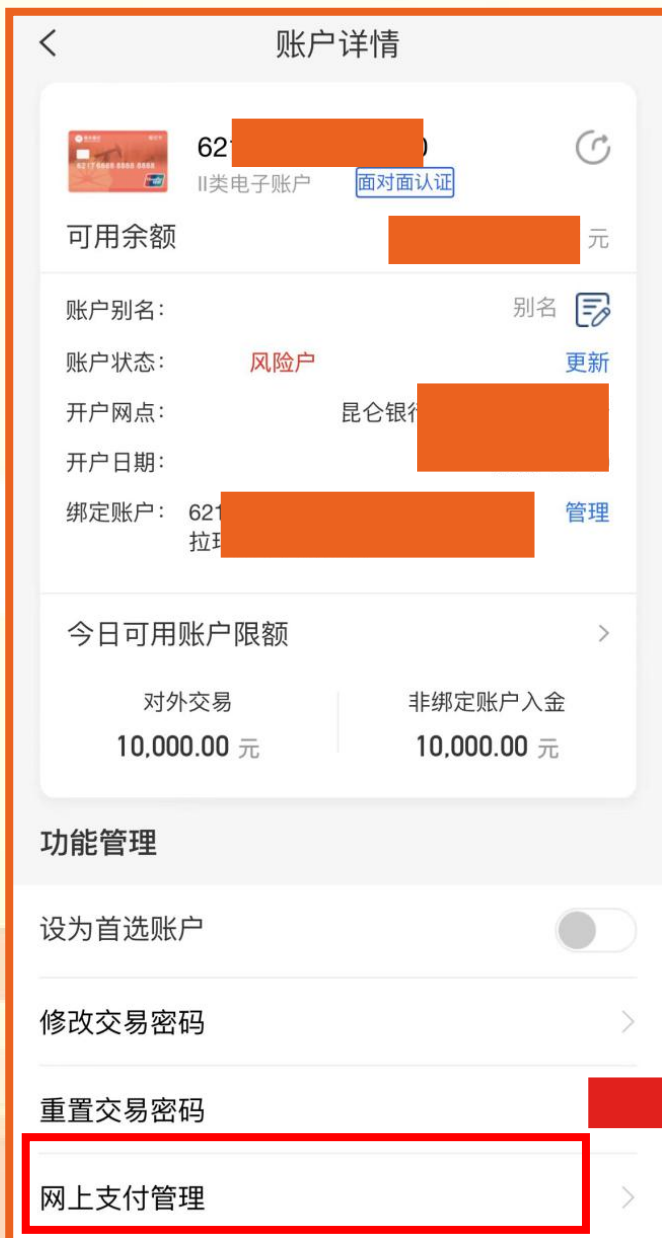 账户详情
62
II类电子账户 面对面认证
可用余额 元
账户别名： 别名
账户状态： 风险户 更新
开户网点： 昆仑银行
开户日期：
绑定账户： 621 管理
拉
今日可用账户限额
对外交易 非绑定账户入金
10,000.00 元 10,000.00 元
功能管理
设为首选账户
修改交易密码
重置交易密码
网上支付管理